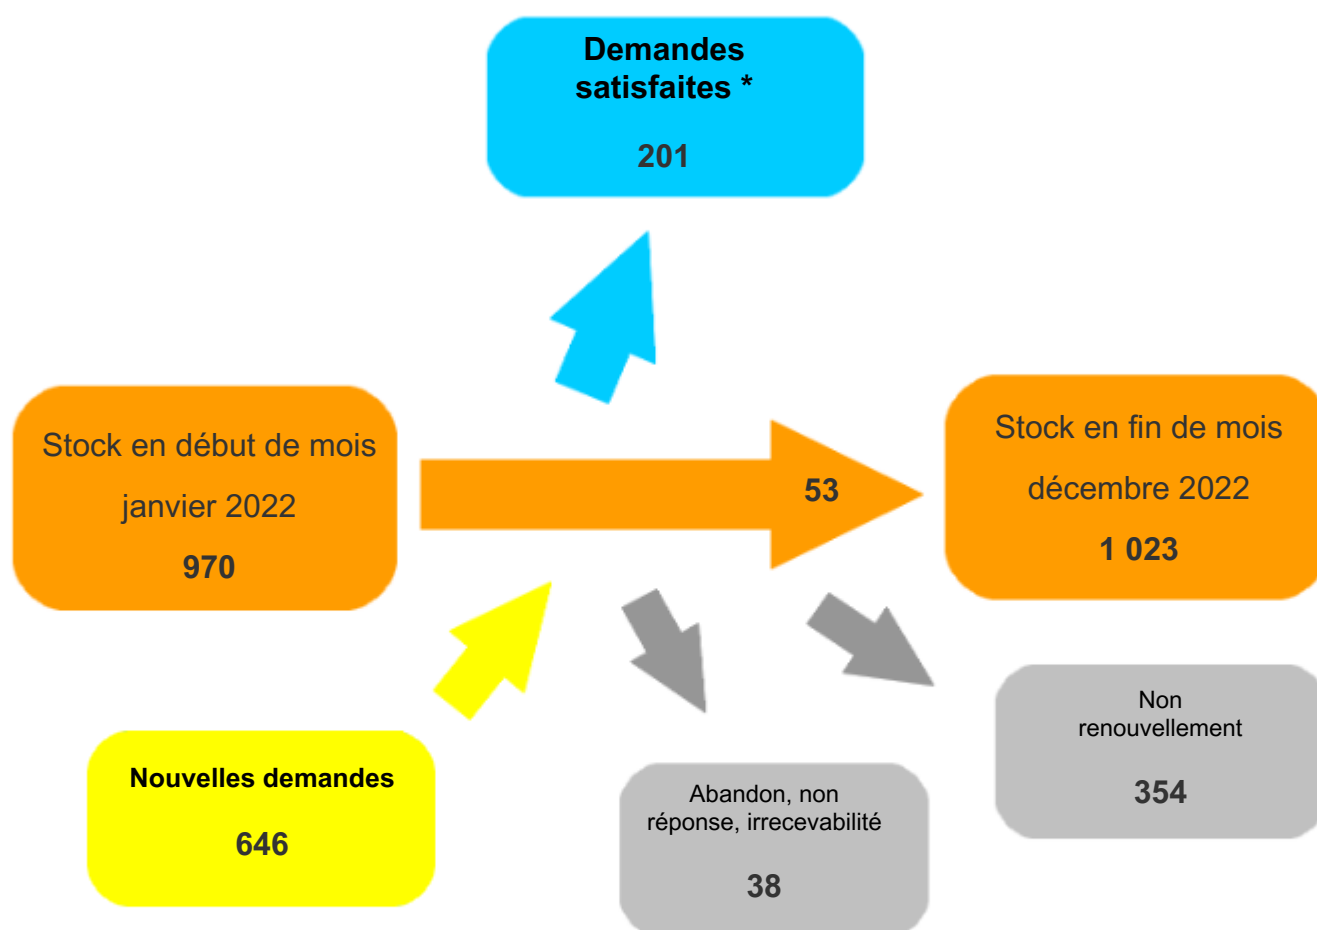 Demandes
satisfaites *
201
Stock en début de mois
janvier 2022
970
53
Stock en fin de mois
décembre 2022
1 023
Nouvelles demandes
646
Abandon, non
réponse, irrecevabilité
38
Non
renouvellement
354